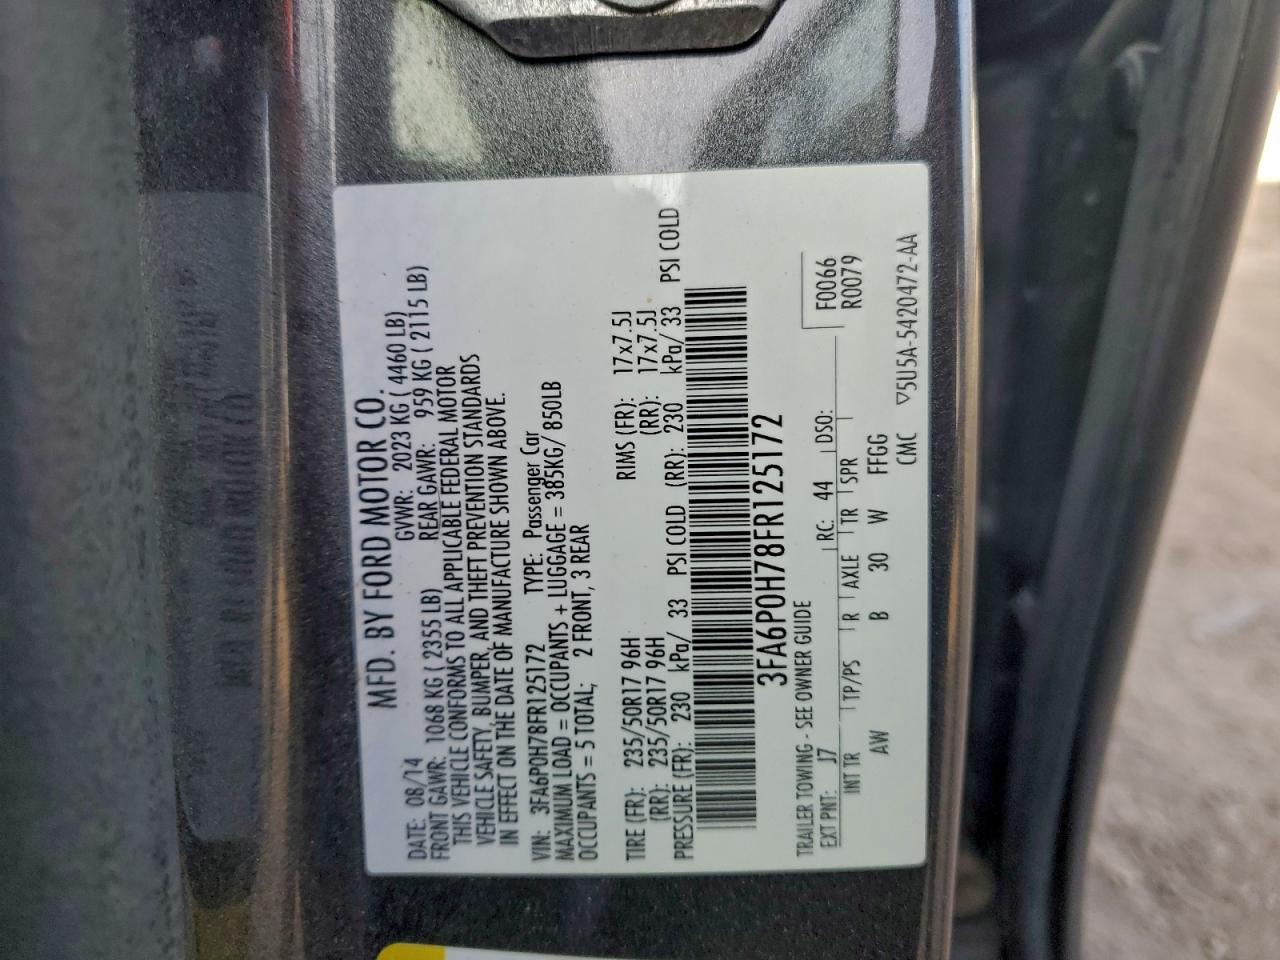 MFD. BY FORD MOTOR CO.
DATE: 08/14 GVWR: 2023 KG ( 4460 LB)
FRONT GAWR: 1068 KG ( 2355 LB) REAR GAWR: 959 KG ( 2115 LB)
THIS VEHICLE CONFORMS TO ALL APPLICABLE FEDERAL MOTOR
VEHICLE SAFETY, BUMPER, AND THEFT PREVENTION STANDARDS
IN EFFECT ON THE DATE OF MANUFACTURE SHOWN ABOVE.
VIN: 3FA6P0H78FR125172 TYPE: Passenger Car
MAXIMUM LOAD = OCCUPANTS + LUGGAGE = 385KG/ 850LB
OCCUPANTS = 5 TOTAL; 2 FRONT, 3 REAR
TIRE (FR): 235/50R17 96H RIMS (FR): 17x7.5J
(RR): 235/50R17 96H (RR): 17x7.5J
PRESSURE (FR): 230 kPa/ 33 PSI COLD (RR): 230 kPa/ 33 PSI COLD
3FA6P0H78FR125172
TRAILER TOWING - SEE OWNER GUIDE
F0066
R0079
EXT PNT: J7 RC: 44 DSO:
INT TR TP/PS R AXLE TR SPR
AW B 30 W FFGG
CMC ▽5U5A-5420472-AA